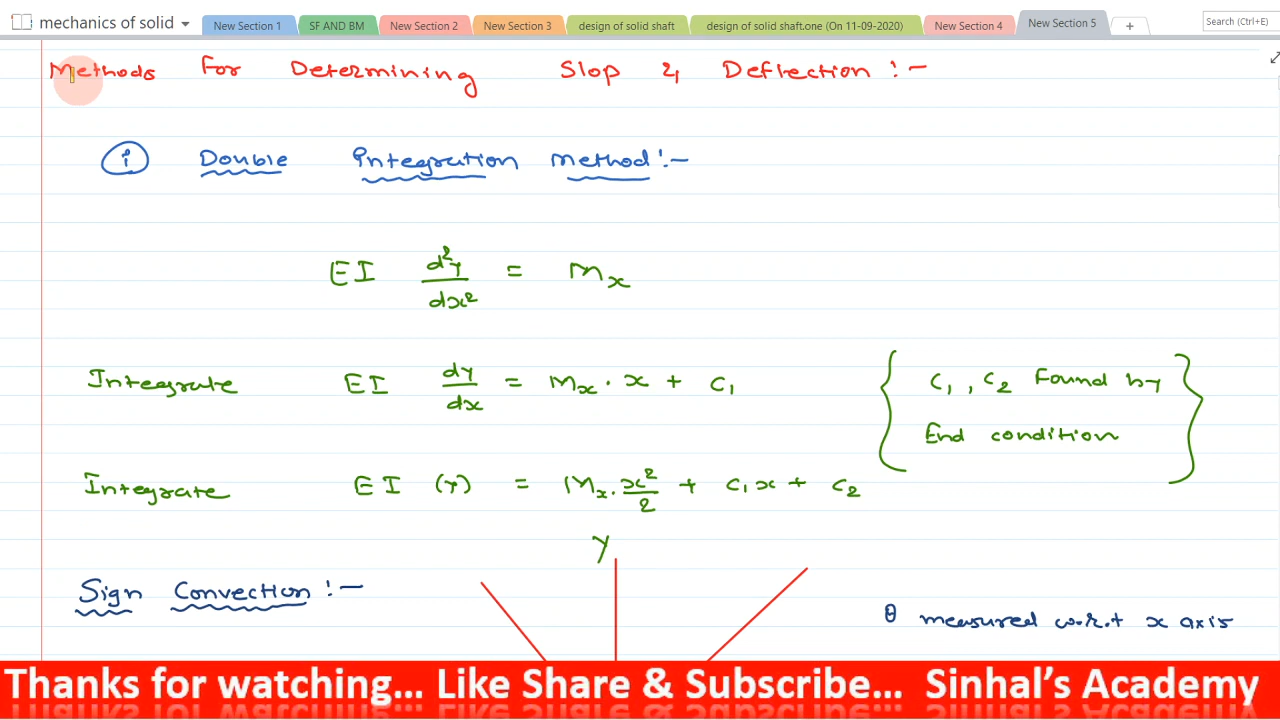 mechanics of solid New Section 1 SF AND BM New Section 2 New Section 3 design of solid shaft design of solid shaft.one (On 11-09-2020) New Section 4 New Section 5 + Search (Ctrl+E)
Methods For Determining Slop & Deflection :-
(i) Double Integration Method :-
EI d²y/dx² = Mx
Integrate EI dy/dx = Mx · x + C1
{ C1 , C2 Found by
End condition }
Integrate EI (y) = Mx · x²/2 + C1x + C2
Y
Sign Convection :-
θ measured w.r.t x axis
Thanks for watching... Like Share & Subscribe... Sinhal's Academy